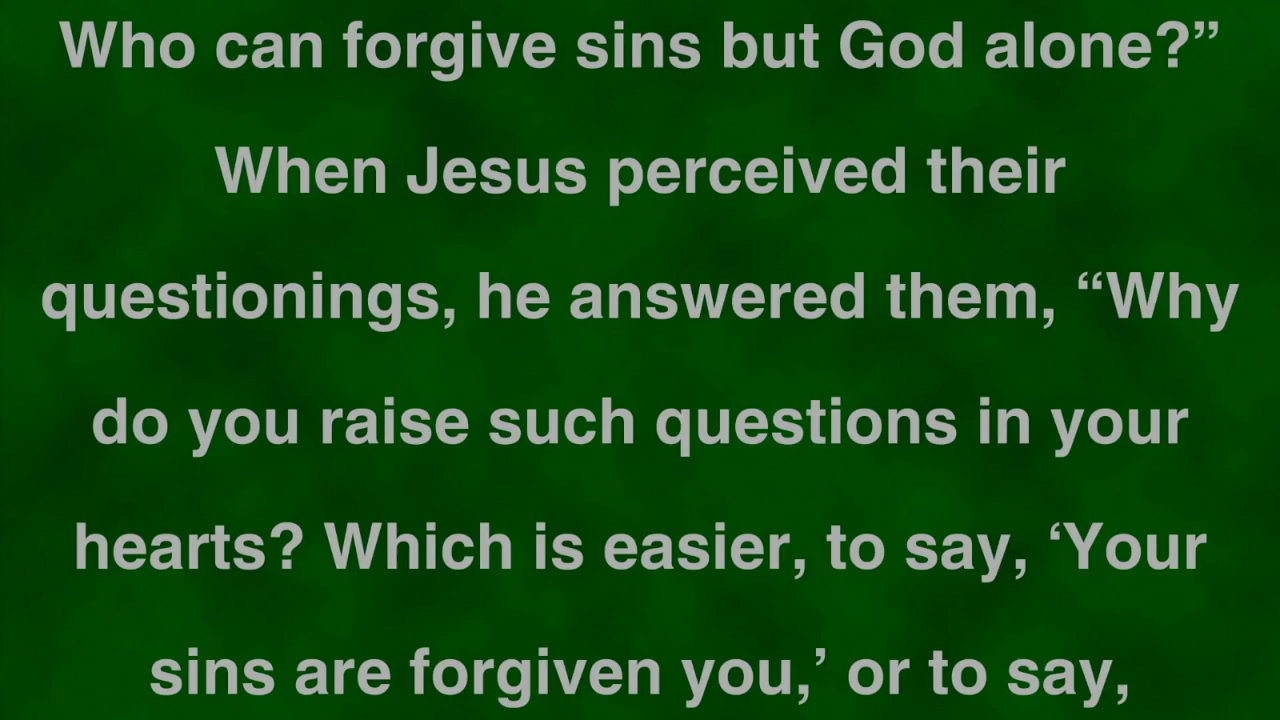 Who can forgive sins but God alone?”
When Jesus perceived their
questionings, he answered them, “Why
do you raise such questions in your
hearts? Which is easier, to say, ‘Your
sins are forgiven you,’ or to say,